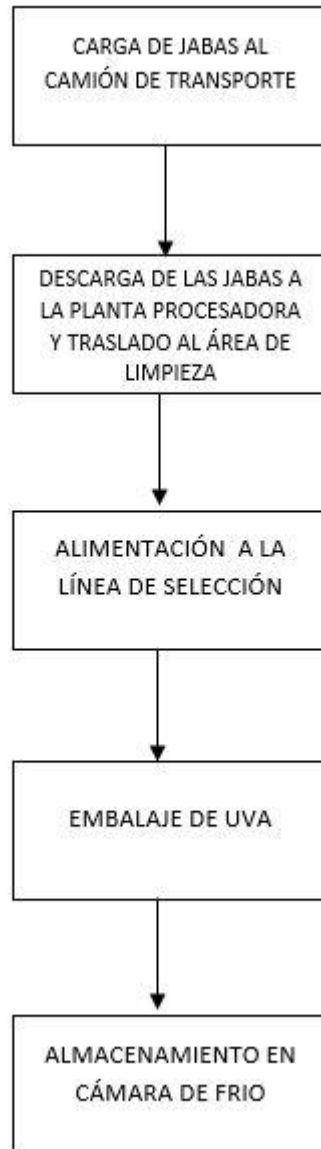 CARGA DE JABAS AL
CAMIÓN DE TRANSPORTE
DESCARGA DE LAS JABAS A
LA PLANTA PROCESADORA
Y TRASLADO AL ÁREA DE
LIMPIEZA
ALIMENTACIÓN A LA
LÍNEA DE SELECCIÓN
EMBALAJE DE UVA
ALMACENAMIENTO EN
CÁMARA DE FRIO